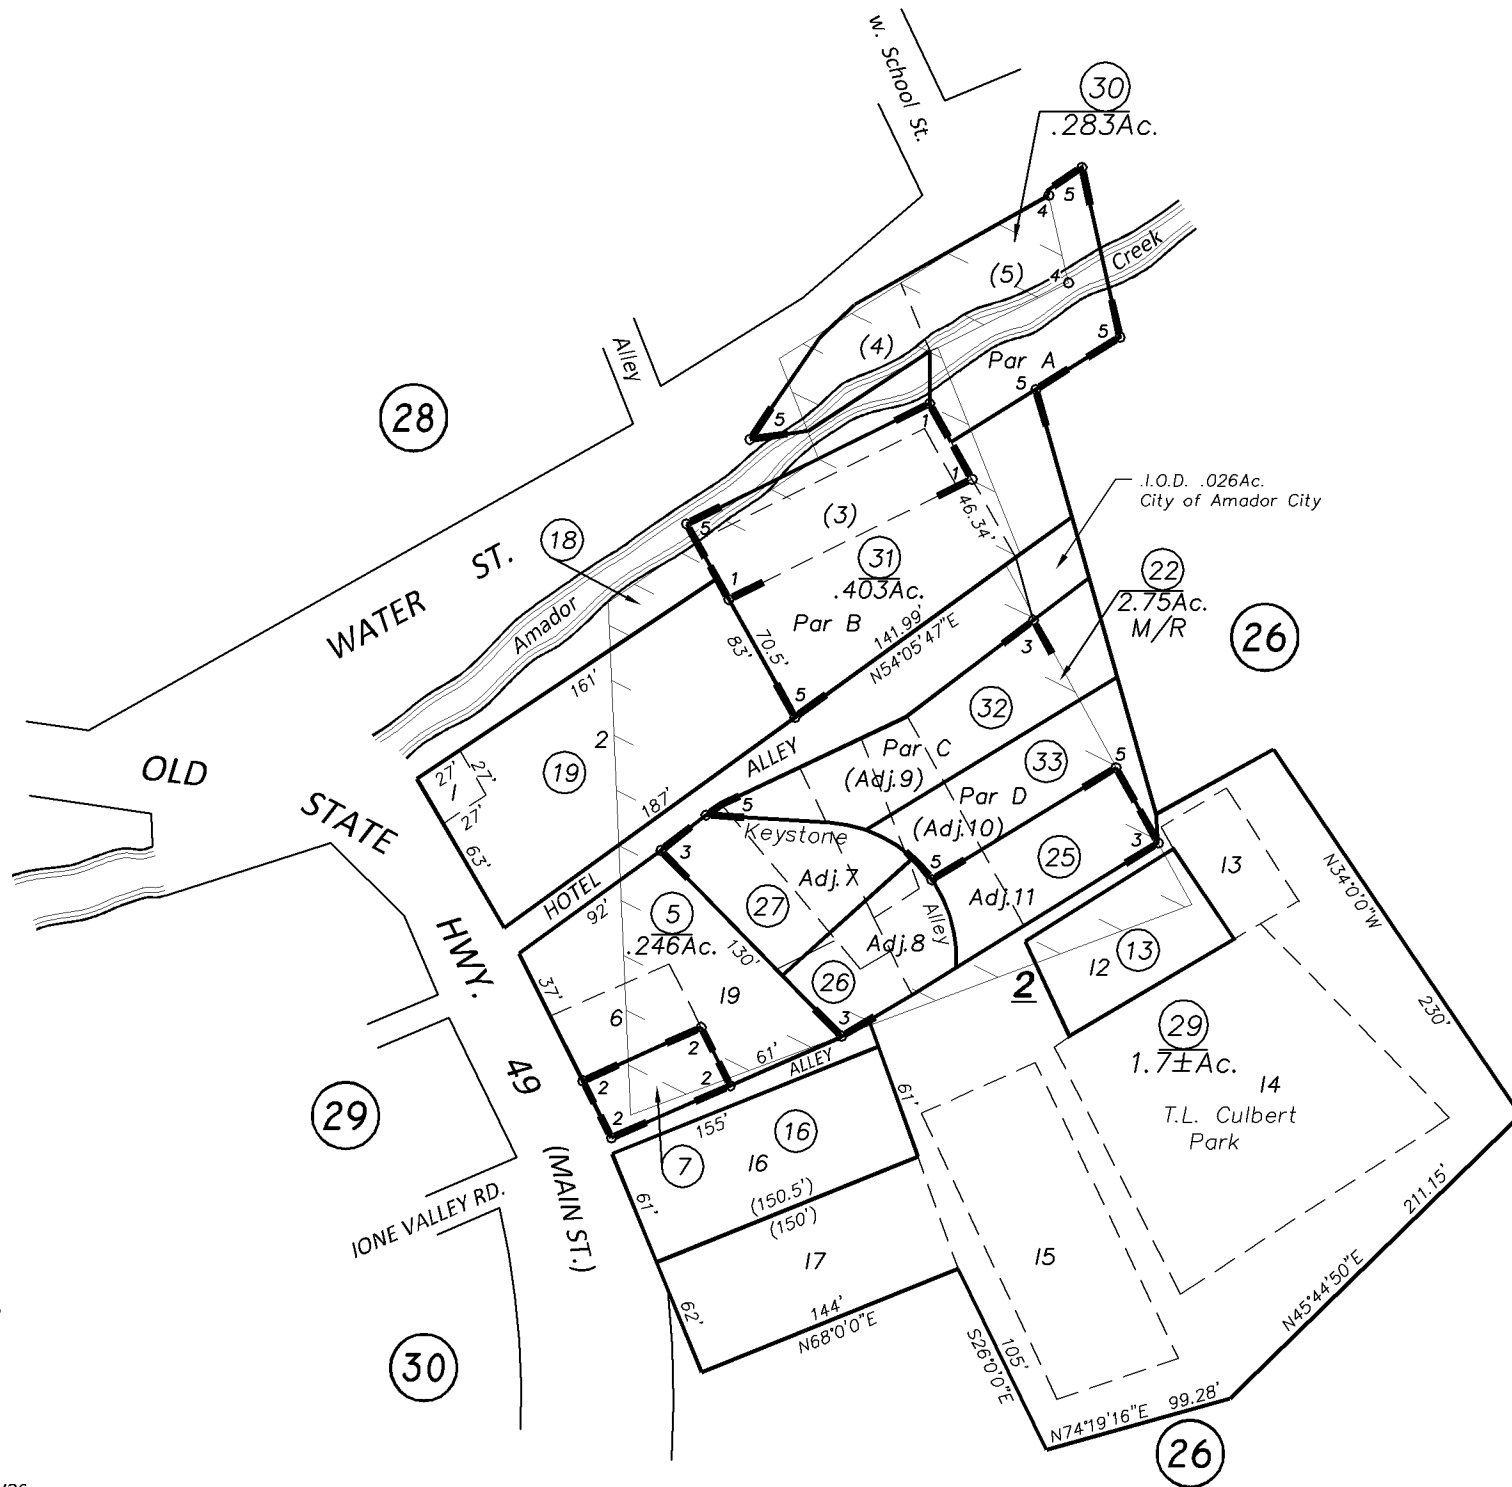 W. School St.
30
.283Ac.
5
4
Creek
(5)
4
Alley
(4)
5
Par A
5
28
5
1
1
.I.O.D. .026Ac.
City of Amador City
46.34'
(3)
5
18
ST.
WATER
Amador
1
31
.403Ac.
22
2.75Ac.
M/R
Par B
141.99'
N54°05'47"E
26
70.5'
83'
3
161'
5
32
2
ALLEY
Par C
(Adj.9)
33
5
OLD
27'
27'
27'
19
187'
Par D
(Adj.10)
STATE
5
Keystone
63'
3
5
25
3
13
N34°0'0"W
HOTEL
92'
5
.246Ac.
27
Adj.7
Adj.11
Alley
Adj.8
130'
HWY.
37'
26
12
13
2
19
6
3
230'
29
1.7±Ac.
49
2
2
2
2
61'
ALLEY
14
T.L. Culbert
Park
61'
29
155'
16
7
16
(150.5')
(150')
(MAIN ST.)
61'
IONE VALLEY RD.
211.15'
17
15
62'
144'
N68°0'0"E
N45°44'50"E
30
105'
S26°0'0"E
N74°19'16"E
99.28'
26